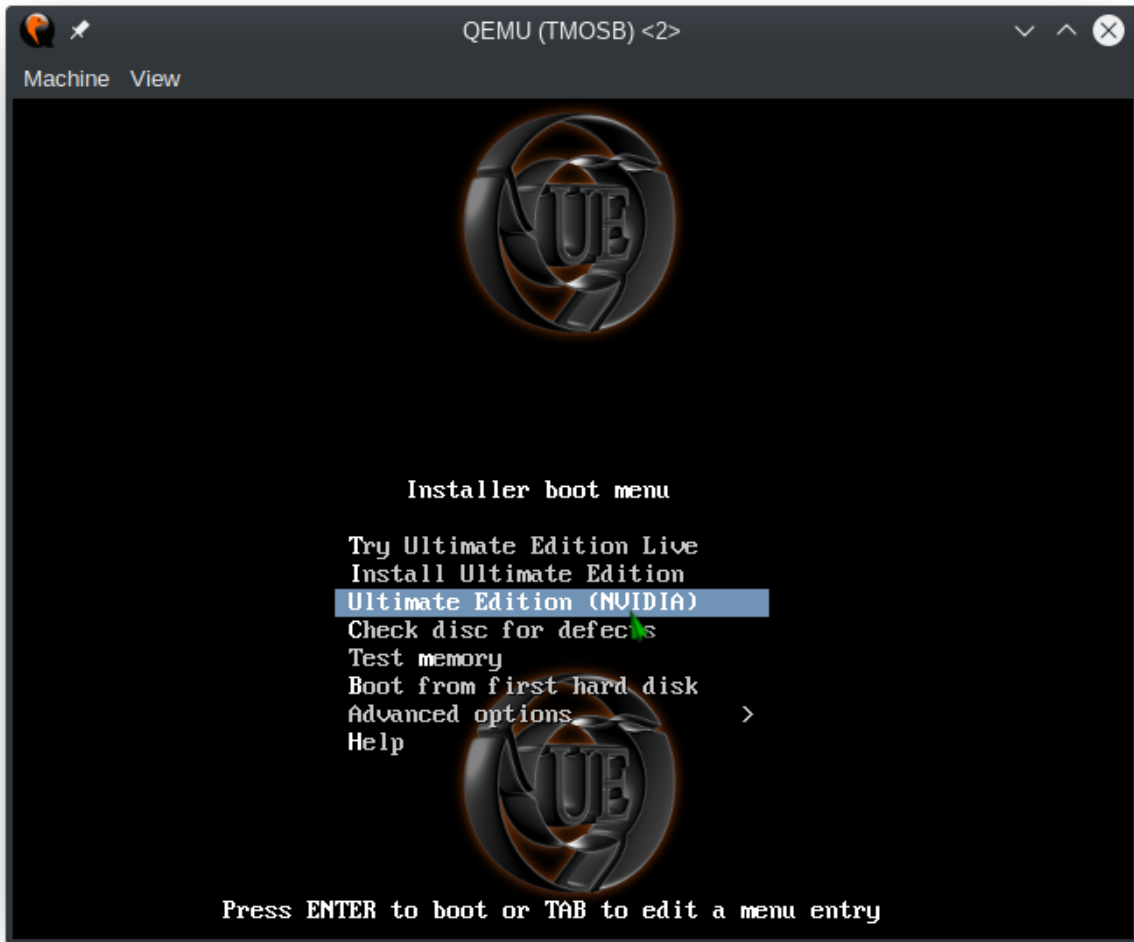 QEMU (TMOSB) <2>
Machine View
UE
Installer boot menu
Try Ultimate Edition Live
Install Ultimate Edition
Ultimate Edition (NVIDIA)
Check disc for defects
Test memory
Boot from first hard disk
Advanced options >
Help
UE
Press ENTER to boot or TAB to edit a menu entry